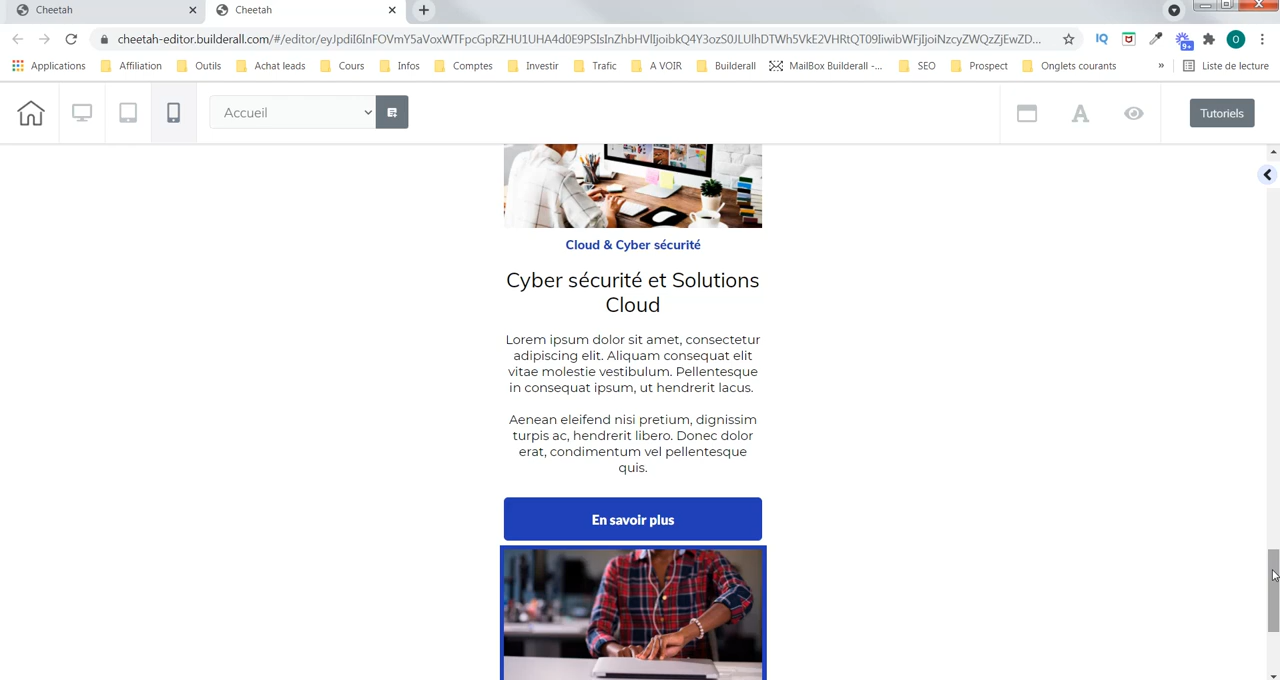 Cheetah
Cheetah
cheetah-editor.builderall.com/#/editor/
9+
O
Applications
Affiliation
Outils
Achat leads
Cours
Infos
Comptes
Investir
Trafic
A VOIR
Builderall
MailBox Builderall -...
SEO
Prospect
Onglets courants
»
Liste de lecture
Accueil
A
Tutoriels
Cloud & Cyber sécurité
Cyber sécurité et Solutions
Cloud
Lorem ipsum dolor sit amet, consectetur
adipiscing elit. Aliquam consequat elit
vitae molestie vestibulum. Pellentesque
in consequat ipsum, ut hendrerit lacus.
Aenean eleifend nisi pretium, dignissim
turpis ac, hendrerit libero. Donec dolor
erat, condimentum vel pellentesque
quis.
En savoir plus